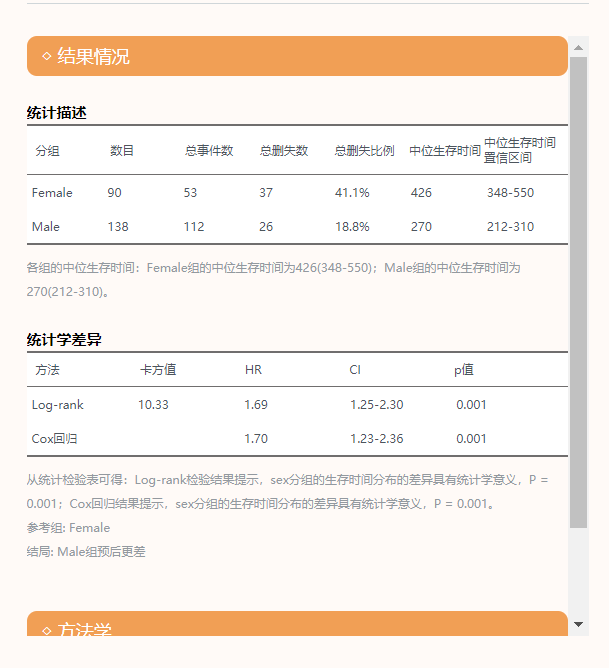 ◇ 结果情况
统计描述
分组 数目 总事件数 总删失数 总删失比例 中位生存时间 中位生存时间
置信区间
Female 90 53 37 41.1% 426 348-550
Male 138 112 26 18.8% 270 212-310
各组的中位生存时间：Female组的中位生存时间为426(348-550)；Male组的中位生存时间为
270(212-310)。
统计学差异
方法 卡方值 HR CI p值
Log-rank 10.33 1.69 1.25-2.30 0.001
Cox回归 1.70 1.23-2.36 0.001
从统计检验表可得：Log-rank检验结果提示，sex分组的生存时间分布的差异具有统计学意义，P =
0.001；Cox回归结果提示，sex分组的生存时间分布的差异具有统计学意义，P = 0.001。
参考组: Female
结局: Male组预后更差
◇ 方法学